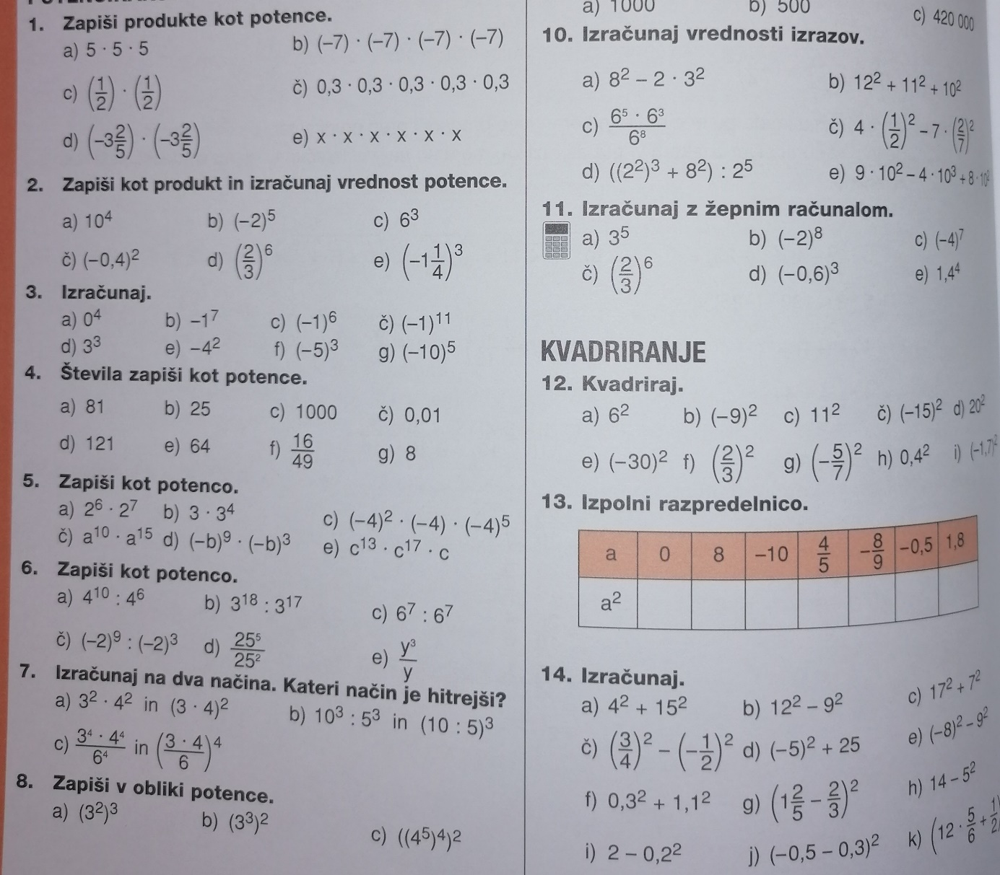 1. Zapiši produkte kot potence.
a) 5 · 5 · 5 b) (–7) · (–7) · (–7) · (–7)
c) (1/2) · (1/2) č) 0,3 · 0,3 · 0,3 · 0,3 · 0,3
d) (–3 2/5) · (–3 2/5) e) x · x · x · x · x · x
2. Zapiši kot produkt in izračunaj vrednost potence.
a) 10⁴ b) (–2)⁵ c) 6³
č) (–0,4)² d) (2/3)⁶ e) (–1 1/4)³
3. Izračunaj.
a) 0⁴ b) –1⁷ c) (–1)⁶ č) (–1)¹¹
d) 3³ e) –4² f) (–5)³ g) (–10)⁵
4. Števila zapiši kot potence.
a) 81 b) 25 c) 1000 č) 0,01
d) 121 e) 64 f) 16/49 g) 8
5. Zapiši kot potenco.
a) 2⁶ · 2⁷ b) 3 · 3⁴ c) (–4)² · (–4) · (–4)⁵
č) a¹⁰ · a¹⁵ d) (–b)⁹ · (–b)³ e) c¹³ · c¹⁷ · c
6. Zapiši kot potenco.
a) 4¹⁰ : 4⁶ b) 3¹⁸ : 3¹⁷ c) 6⁷ : 6⁷
č) (–2)⁹ : (–2)³ d) 25⁵/25² e) y³/y
7. Izračunaj na dva načina. Kateri način je hitrejši?
a) 3² · 4² in (3 · 4)² b) 10³ : 5³ in (10 : 5)³
c) 3⁴ · 4⁴/6⁴ in (3 · 4/6)⁴
8. Zapiši v obliki potence.
a) (3²)³ b) (3³)² c) ((4⁵)⁴)²
a) 1000 b) 500 c) 420 000
10. Izračunaj vrednosti izrazov.
a) 8² – 2 · 3² b) 12² + 11² + 10²
c) 6⁵ · 6³/6⁸ č) 4 · (1/2)² – 7 · (2/7)²
d) ((2²)³ + 8²) : 2⁵ e) 9 · 10² – 4 · 10³ + 8 ·
11. Izračunaj z žepnim računalom.
a) 3⁵ b) (–2)⁸ c) (–4)⁷
č) (2/3)⁶ d) (–0,6)³ e) 1,4⁴
KVADRIRANJE
12. Kvadriraj.
a) 6² b) (–9)² c) 11² č) (–15)² d) 20²
e) (–30)² f) (2/3)² g) (–5/7)² h) 0,4² i) (–1,7)²
13. Izpolni razpredelnico.
a 0 8 –10 4/5 –8/9 –0,5 1,8
a²
14. Izračunaj.
a) 4² + 15² b) 12² – 9² c) 17² + 7²
č) (3/4)² – (–1/2)² d) (–5)² + 25 e) (–8)² – 9²
f) 0,3² + 1,1² g) (1 2/5 – 2/3)² h) 14 – 5²
i) 2 – 0,2² j) (–0,5 – 0,3)² k) (12 · 5/6 + 1/2